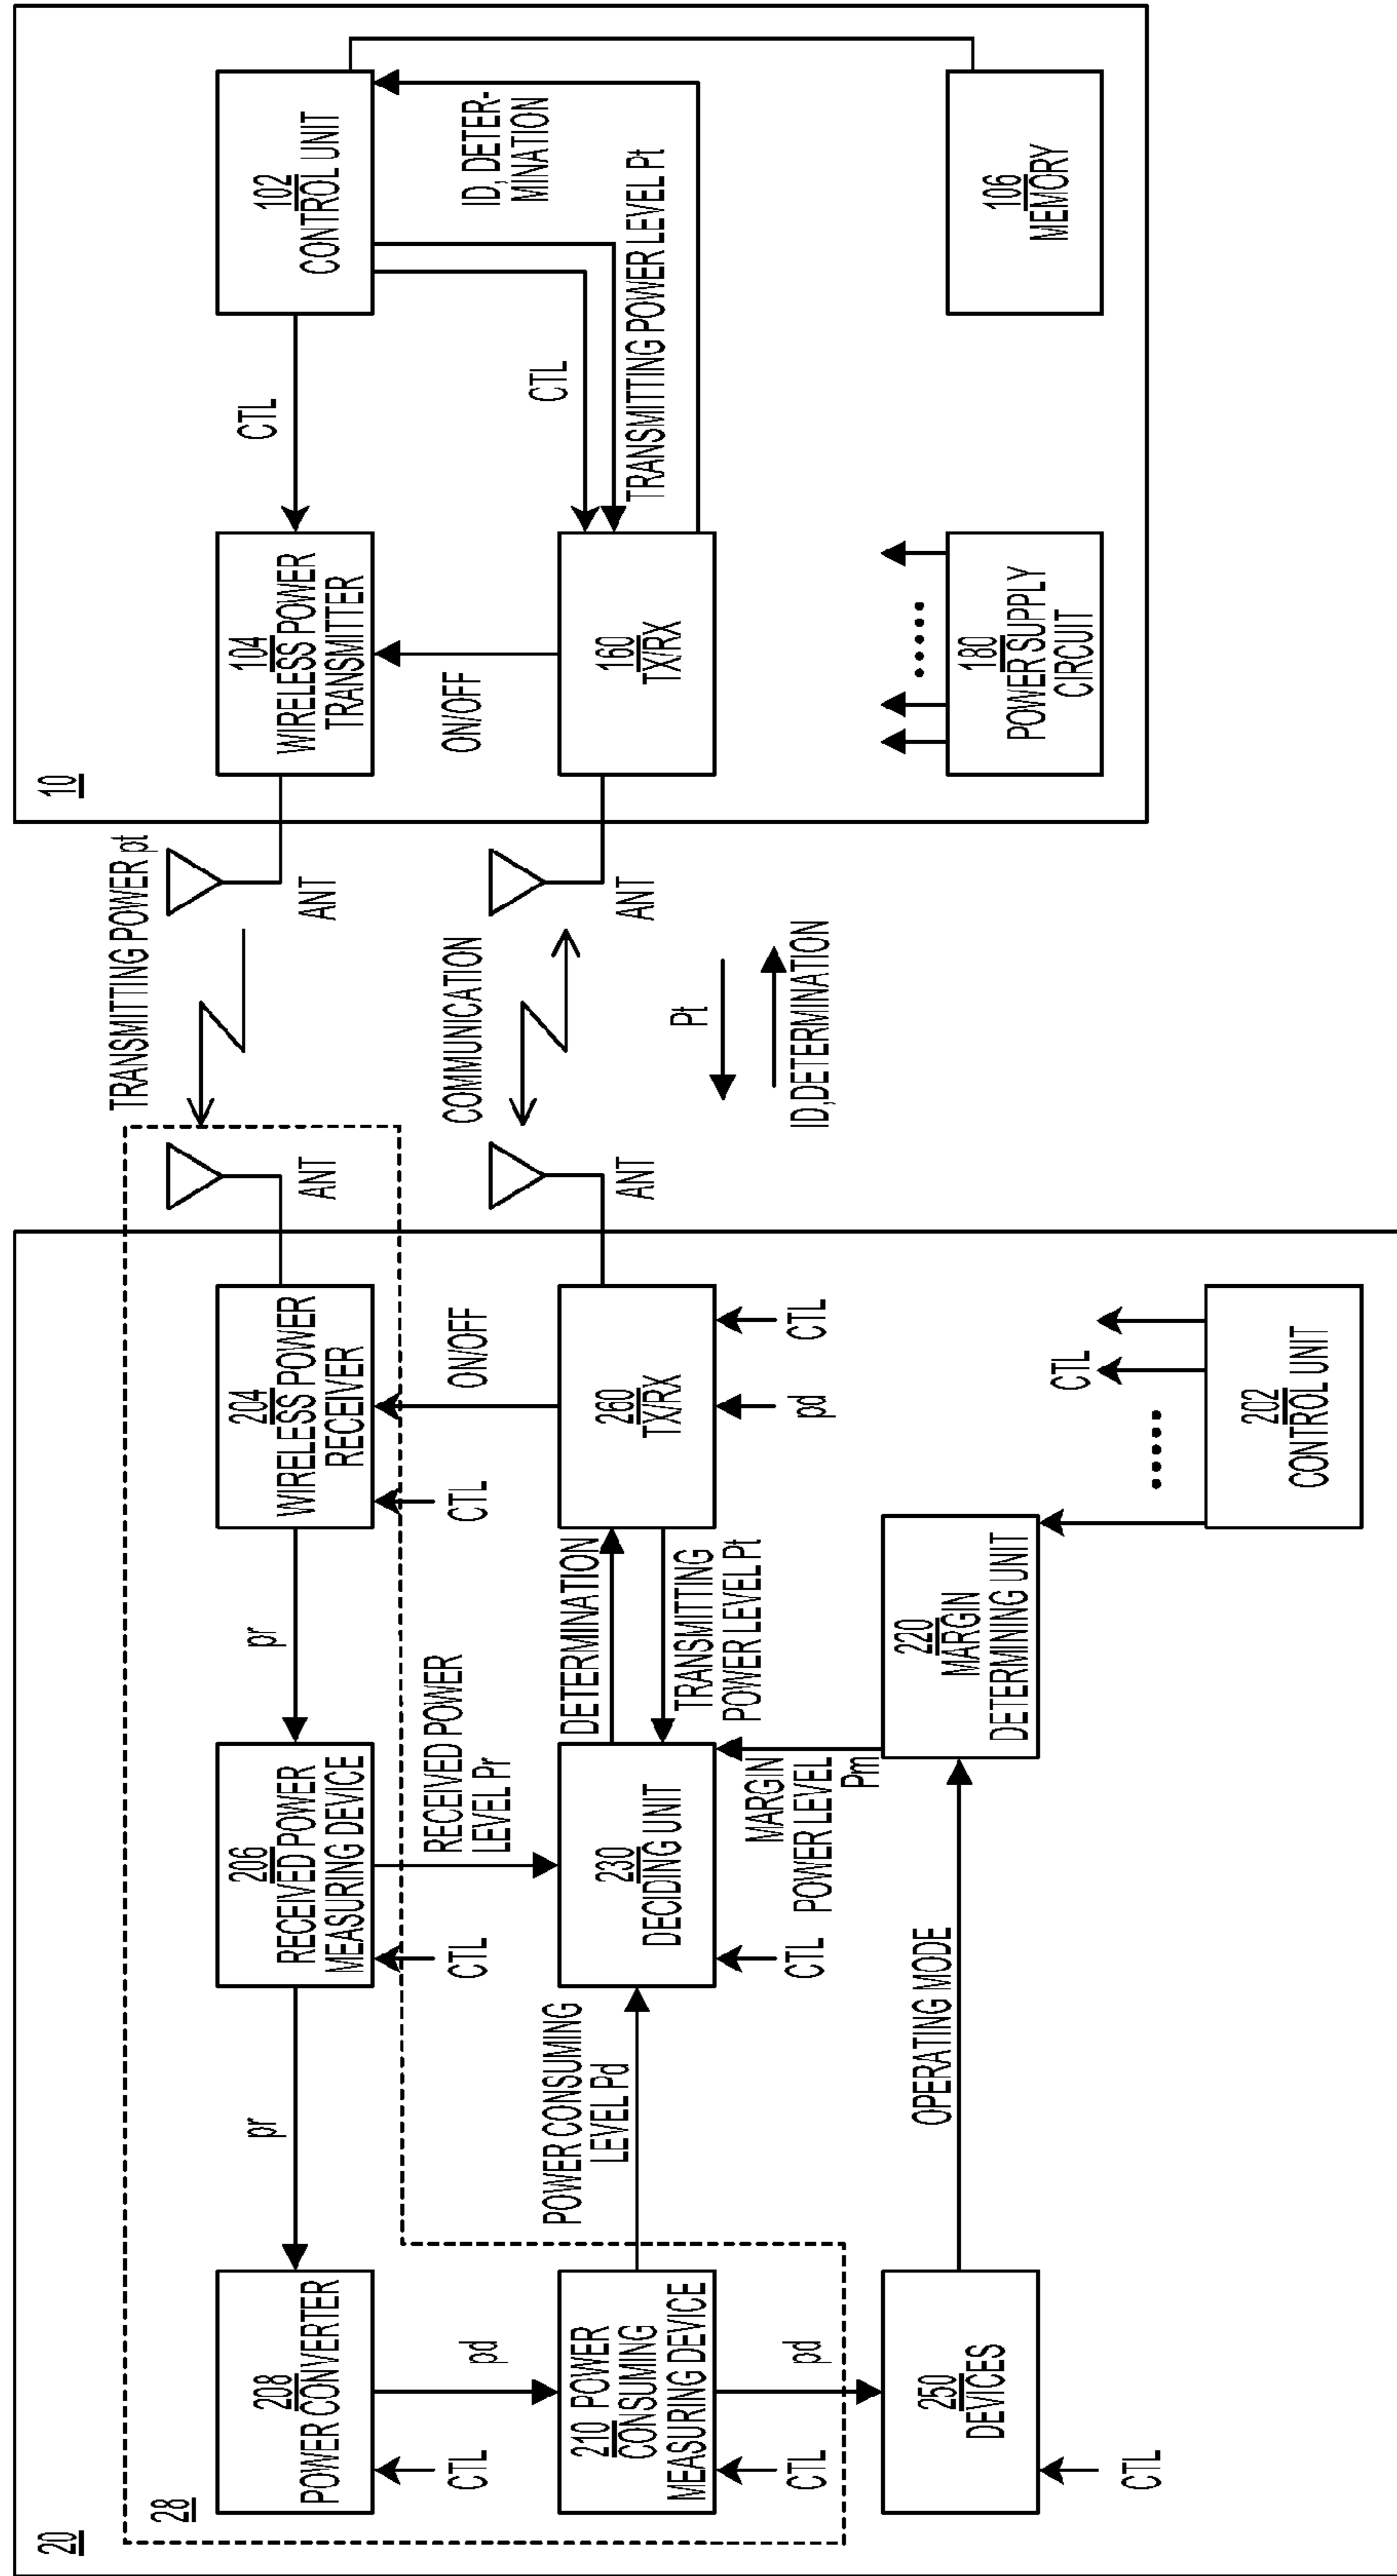 20
28
208
POWER CONVERTER
CTL
pr
206
RECEIVED POWER
MEASURING DEVICE
CTL
pr
204
WIRELESS POWER
RECEIVER
CTL
ANT
TRANSMITTING POWER pt
pd
RECEIVED POWER
LEVEL Pr
ON/OFF
210 POWER
CONSUMING
MEASURING DEVICE
CTL
POWER CONSUMING
LEVEL Pd
230
DECIDING UNIT
CTL
DETERMINATION
TRANSMITTING
POWER LEVEL Pt
260
TX/RX
pd
CTL
ANT
COMMUNICATION
Pt
ID,DETERMINATION
pd
MARGIN
POWER LEVEL
Pm
250
DEVICES
CTL
OPERATING MODE
220
MARGIN
DETERMINING UNIT
CTL
202
CONTROL UNIT
10
ANT
104
WIRELESS POWER
TRANSMITTER
CTL
102
CONTROL UNIT
ON/OFF
ANT
160
TX/RX
CTL
TRANSMITTING POWER LEVEL Pt
ID, DETER-
MINATION
180
POWER SUPPLY
CIRCUIT
106
MEMORY